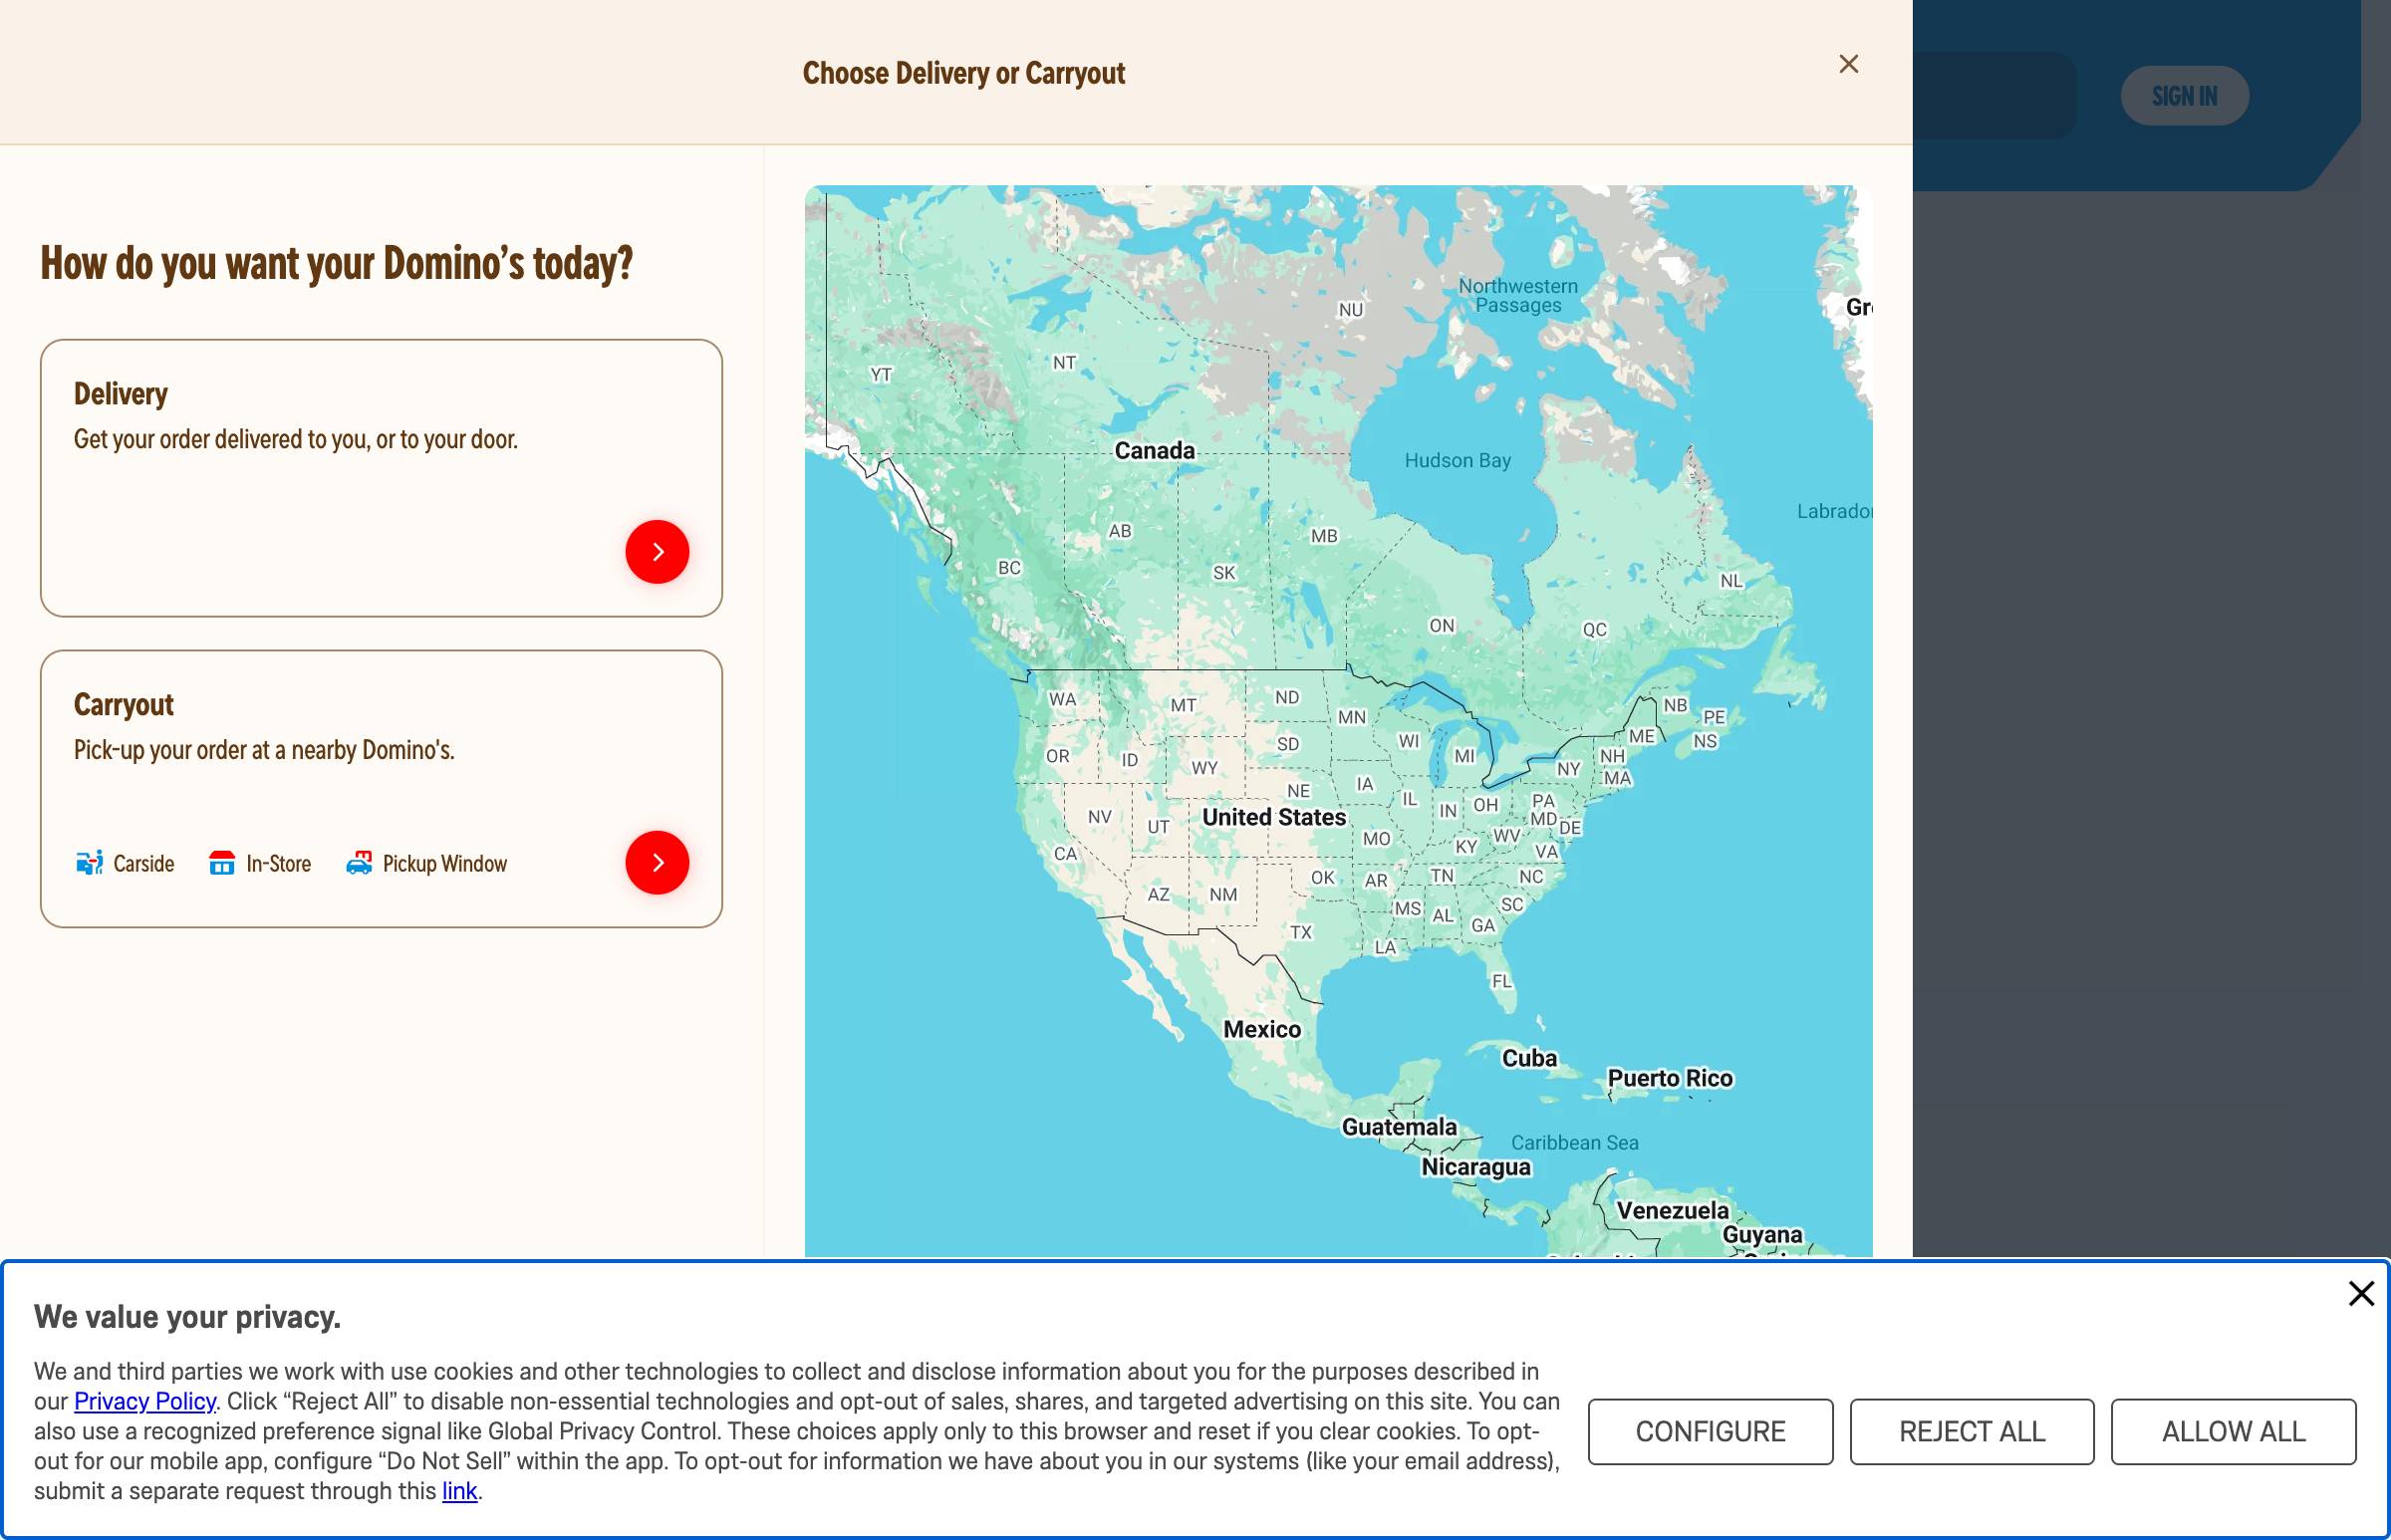 Choose Delivery or Carryout
SIGN IN
How do you want your Domino’s today?
Delivery
Get your order delivered to you, or to your door.
Carryout
Pick-up your order at a nearby Domino's.
Carside
In-Store
Pickup Window
Northwestern
Passages
NU
NT
YT
Canada
Hudson Bay
AB
MB
BC
SK
NL
ON
QC
WA
MT
ND
MN
NB
PE
OR
ID
WY
SD
WI
MI
ME
NS
NH
NY
MA
NE
IA
IL
IN
OH
PA
MD
DE
NV
UT
United States
MO
KY
WV
VA
CA
AZ
NM
OK
AR
TN
NC
MS
AL
SC
GA
TX
LA
FL
Mexico
Cuba
Puerto Rico
Guatemala
Caribbean Sea
Nicaragua
Venezuela
Guyana
We value your privacy.
We and third parties we work with use cookies and other technologies to collect and disclose information about you for the purposes described in
our Privacy Policy. Click “Reject All” to disable non-essential technologies and opt-out of sales, shares, and targeted advertising on this site. You can
also use a recognized preference signal like Global Privacy Control. These choices apply only to this browser and reset if you clear cookies. To opt-
out for our mobile app, configure “Do Not Sell” within the app. To opt-out for information we have about you in our systems (like your email address),
submit a separate request through this link.
CONFIGURE
REJECT ALL
ALLOW ALL